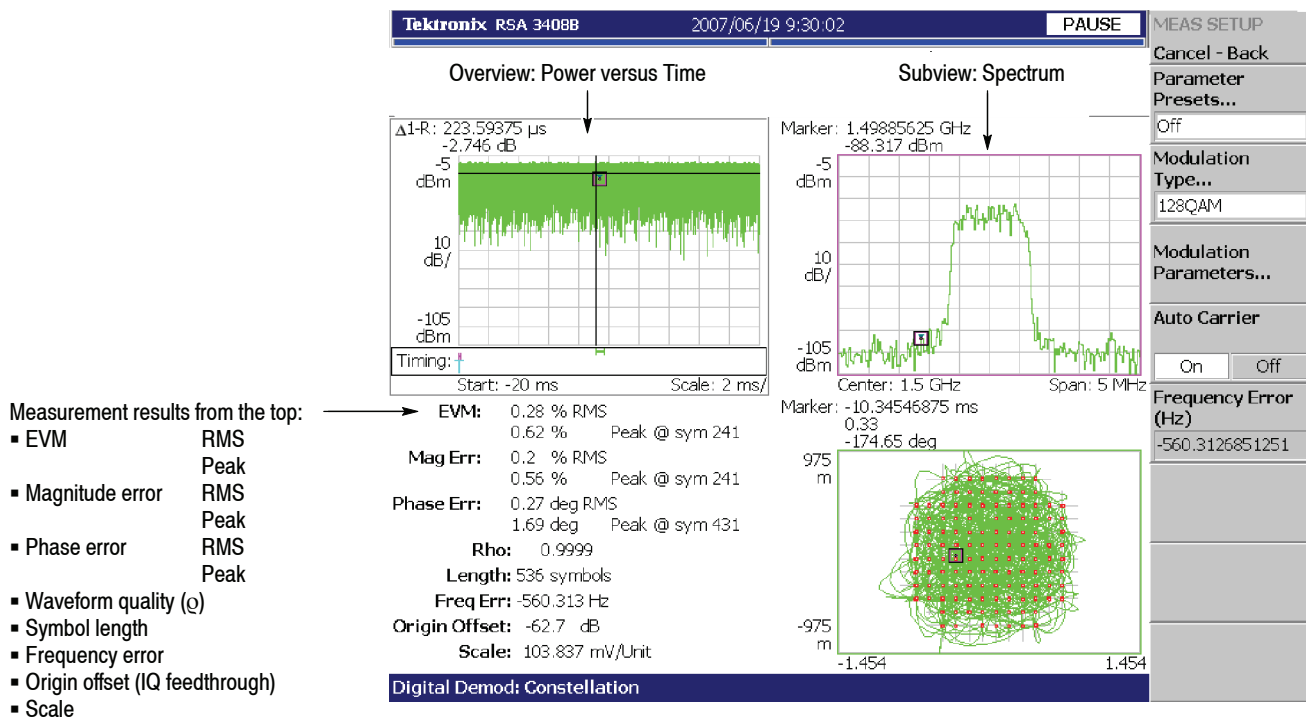 Tektronix RSA 3408B 2007/06/19 9:30:02 PAUSE
Overview: Power versus Time
Subview: Spectrum
Δ1-R: 223.59375 µs
-2.746 dB
-5
dBm
10
dB/
-105
dBm
Timing:
Start: -20 ms Scale: 2 ms/
Marker: 1.49885625 GHz
-88.317 dBm
-5
dBm
10
dB/
-105
dBm
Center: 1.5 GHz Span: 5 MHz
Measurement results from the top:
▪ EVM RMS
Peak
▪ Magnitude error RMS
Peak
▪ Phase error RMS
Peak
▪ Waveform quality (ϱ)
▪ Symbol length
▪ Frequency error
▪ Origin offset (IQ feedthrough)
▪ Scale
EVM: 0.28 % RMS
0.62 % Peak @ sym 241
Mag Err: 0.2 % RMS
0.56 % Peak @ sym 241
Phase Err: 0.27 deg RMS
1.69 deg Peak @ sym 431
Rho: 0.9999
Length: 536 symbols
Freq Err: -560.313 Hz
Origin Offset: -62.7 dB
Scale: 103.837 mV/Unit
Marker: -10.34546875 ms
0.33
-174.65 deg
975
m
-975
m
-1.454 1.454
Digital Demod: Constellation
MEAS SETUP
Cancel - Back
Parameter
Presets...
Off
Modulation
Type...
128QAM
Modulation
Parameters...
Auto Carrier
On Off
Frequency Error
(Hz)
-560.3126851251